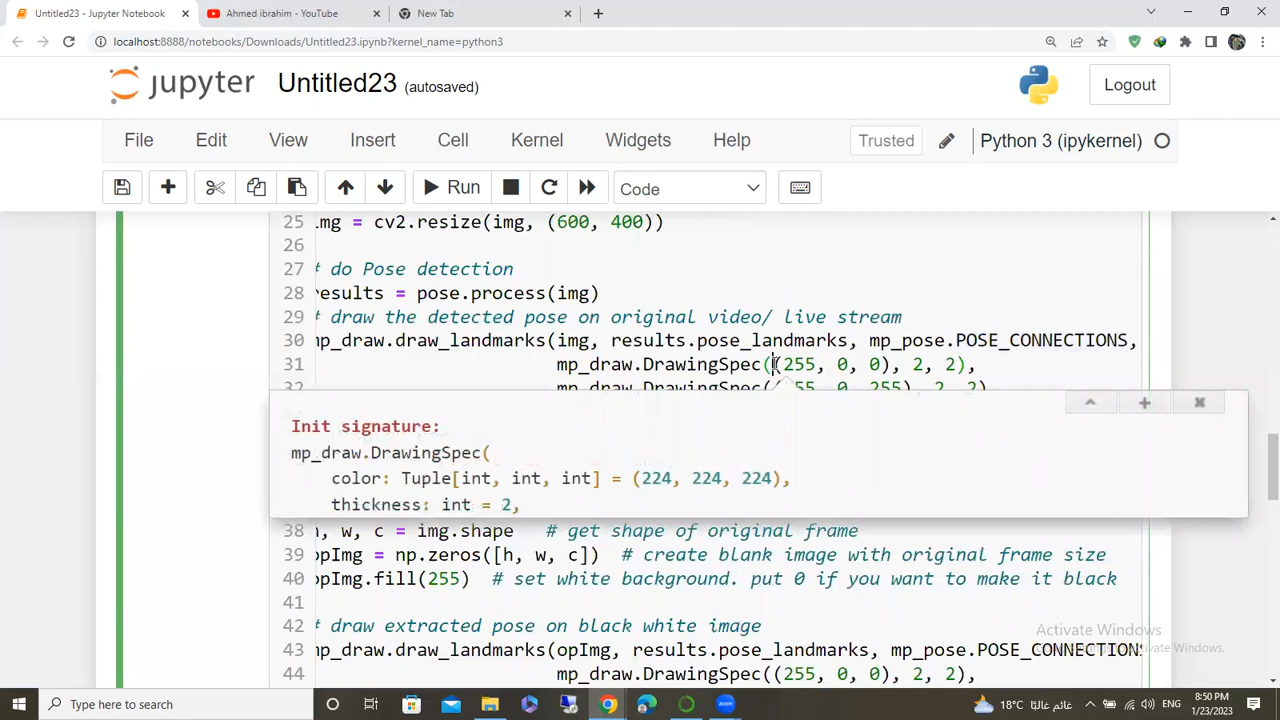 Untitled23 - Jupyter Notebook
Ahmed ibrahim - YouTube
New Tab
localhost:8888/notebooks/Downloads/Untitled23.ipynb?kernel_name=python3
jupyter Untitled23 (autosaved)
Logout
File Edit View Insert Cell Kernel Widgets Help
Trusted
Python 3 (ipykernel)
Run
Code
25 img = cv2.resize(img, (600, 400))
26
27 # do Pose detection
28 results = pose.process(img)
29 # draw the detected pose on original video/ live stream
30 mp_draw.draw_landmarks(img, results.pose_landmarks, mp_pose.POSE_CONNECTIONS,
31 mp_draw.DrawingSpec((255, 0, 0), 2, 2),
32 mp_draw.DrawingSpec((255, 0, 255), 2, 2)
Init signature:
mp_draw.DrawingSpec(
color: Tuple[int, int, int] = (224, 224, 224),
thickness: int = 2,
38 h, w, c = img.shape # get shape of original frame
39 opImg = np.zeros([h, w, c]) # create blank image with original frame size
40 opImg.fill(255) # set white background. put 0 if you want to make it black
41
42 # draw extracted pose on black white image
43 mp_draw.draw_landmarks(opImg, results.pose_landmarks, mp_pose.POSE_CONNECTIONS
44 mp_draw.DrawingSpec((255, 0, 0), 2, 2),
Activate Windows
Activate Windows.
Type here to search
18°C غائم غالبًا
ENG
8:50 PM
1/23/2023